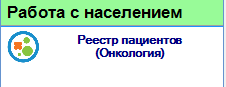 Работа с населением
Реестр пациентов
(Онкология)